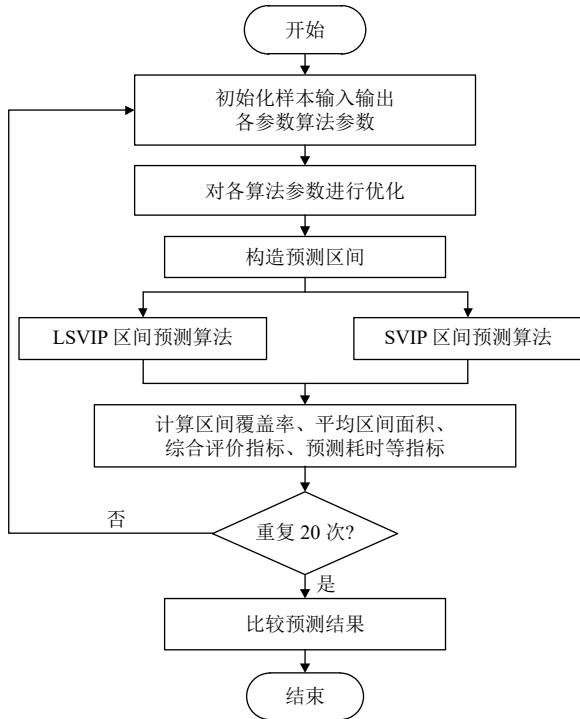 开始
初始化样本输入输出
各参数算法参数
对各算法参数进行优化
构造预测区间
LSVIP 区间预测算法
SVIP 区间预测算法
计算区间覆盖率、平均区间面积、
综合评价指标、预测耗时等指标
否
重复 20 次?
是
比较预测结果
结束